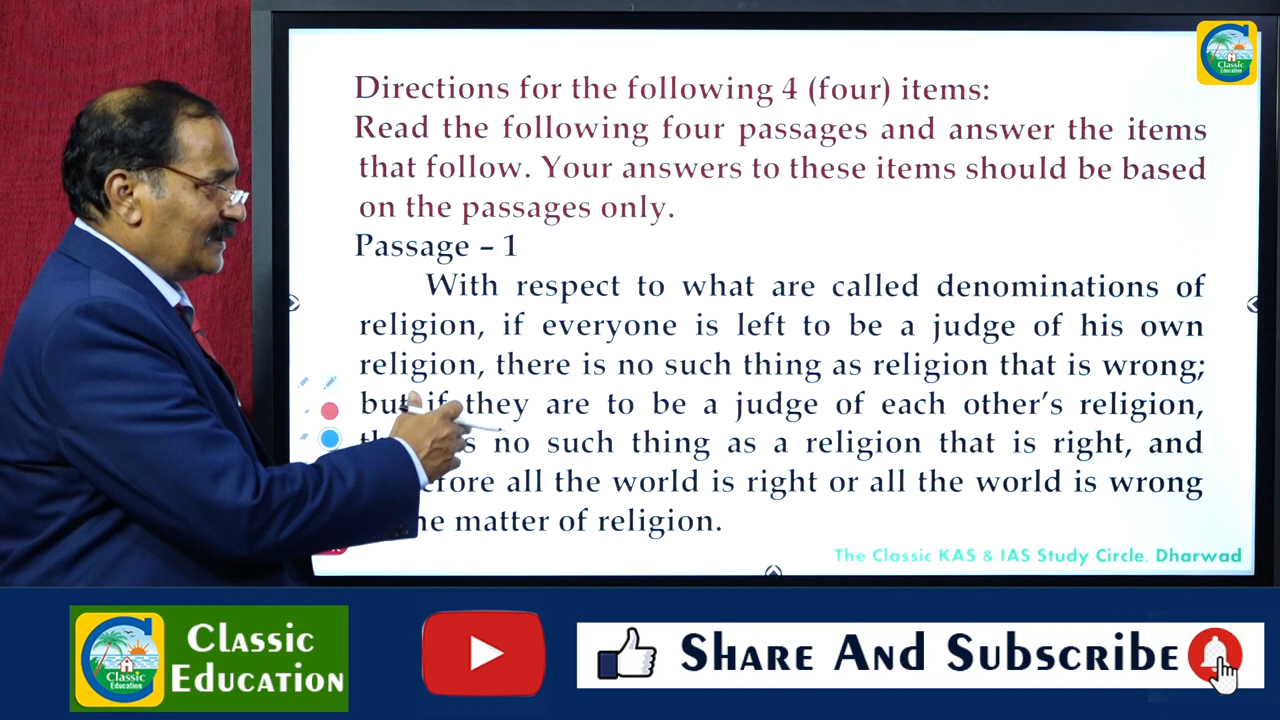 Directions for the following 4 (four) items:
Read the following four passages and answer the items
that follow. Your answers to these items should be based
on the passages only.
Passage – 1
With respect to what are called denominations of
religion, if everyone is left to be a judge of his own
religion, there is no such thing as religion that is wrong;
but if they are to be a judge of each other's religion,
no such thing as a religion that is right, and
all the world is right or all the world is wrong
matter of religion.
The Classic KAS & IAS Study Circle, Dharwad
Classic
Education
Classic
Education
Classic
Education
Share And Subscribe